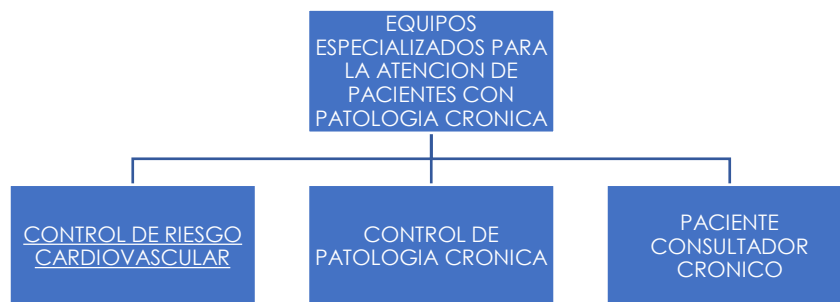 EQUIPOS
ESPECIALIZADOS PARA
LA ATENCION DE
PACIENTES CON
PATOLOGIA CRONICA
CONTROL DE RIESGO
CARDIOVASCULAR
CONTROL DE
PATOLOGIA CRONICA
PACIENTE
CONSULTADOR
CRONICO